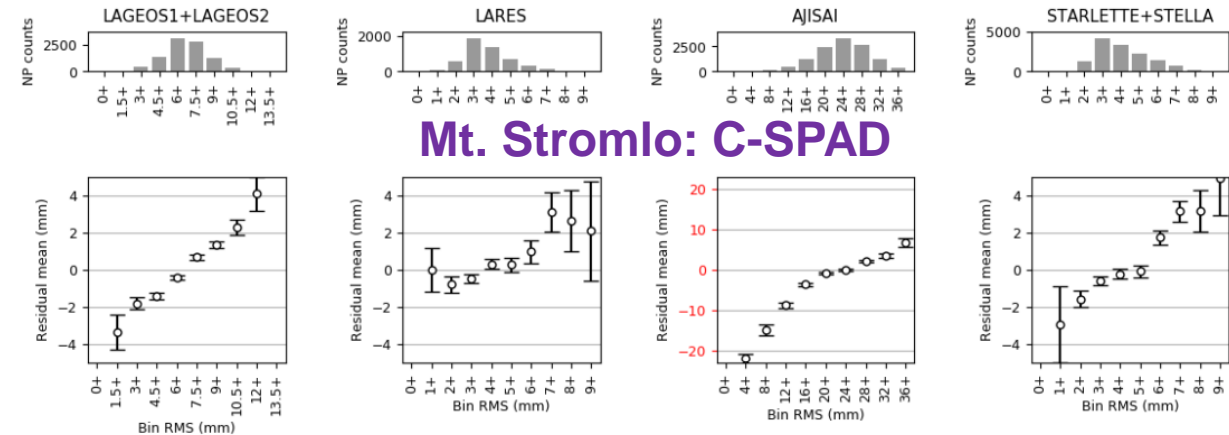 LAGEOS1+LAGEOS2 LARES AJISAI STARLETTE+STELLA
NP counts 2500 0 NP counts 2000 0 NP counts 2500 0 NP counts 5000 0
0+ 1.5+ 3+ 4.5+ 6+ 7.5+ 9+ 10.5+ 12+ 13.5+
0+ 1+ 2+ 3+ 4+ 5+ 6+ 7+ 8+ 9+
0+ 4+ 8+ 12+ 16+ 20+ 24+ 28+ 32+ 36+
0+ 1+ 2+ 3+ 4+ 5+ 6+ 7+ 8+ 9+
Mt. Stromlo: C-SPAD
Residual mean (mm)
4
2
0
−2
−4
0+ 1.5+ 3+ 4.5+ 6+ 7.5+ 9+ 10.5+ 12+ 13.5+
Bin RMS (mm)
Residual mean (mm)
4
2
0
−2
−4
0+ 1+ 2+ 3+ 4+ 5+ 6+ 7+ 8+ 9+
Bin RMS (mm)
Residual mean (mm)
20
10
0
−10
−20
0+ 4+ 8+ 12+ 16+ 20+ 24+ 28+ 32+ 36+
Bin RMS (mm)
Residual mean (mm)
4
2
0
−2
−4
0+ 1+ 2+ 3+ 4+ 5+ 6+ 7+ 8+ 9+
Bin RMS (mm)